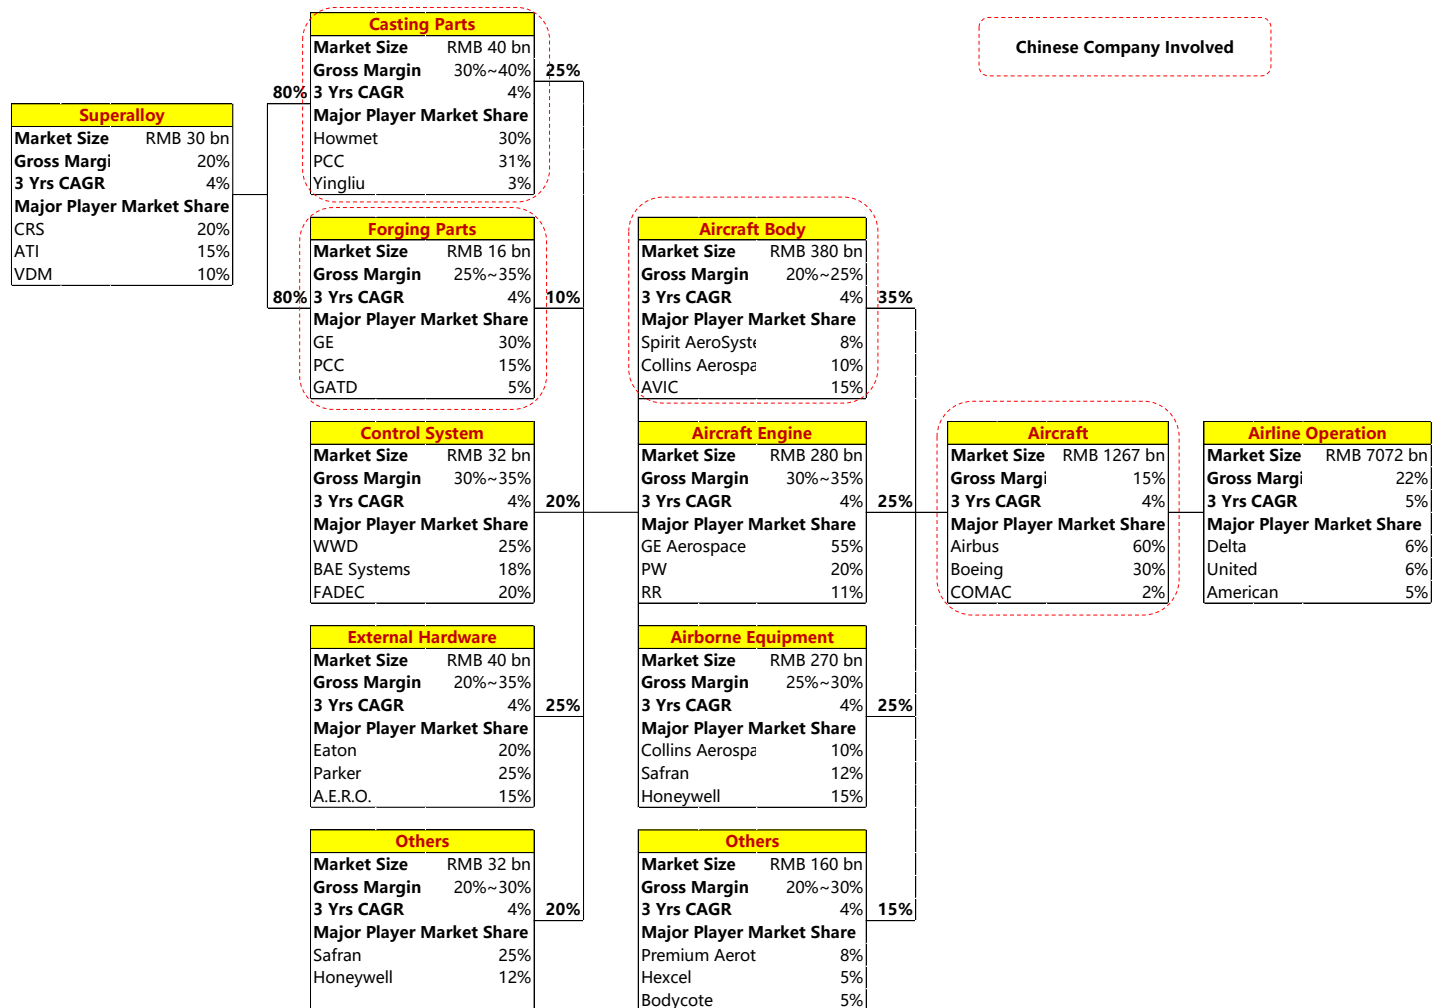 Chinese Company Involved
Superalloy
Market Size RMB 30 bn
Gross Margi 20%
3 Yrs CAGR 4%
Major Player Market Share
CRS 20%
ATI 15%
VDM 10%
80%
80%
Casting Parts
Market Size RMB 40 bn
Gross Margin 30%~40%
3 Yrs CAGR 4%
Major Player Market Share
Howmet 30%
PCC 31%
Yingliu 3%
25%
Forging Parts
Market Size RMB 16 bn
Gross Margin 25%~35%
3 Yrs CAGR 4%
Major Player Market Share
GE 30%
PCC 15%
GATD 5%
10%
Control System
Market Size RMB 32 bn
Gross Margin 30%~35%
3 Yrs CAGR 4%
Major Player Market Share
WWD 25%
BAE Systems 18%
FADEC 20%
20%
External Hardware
Market Size RMB 40 bn
Gross Margin 20%~35%
3 Yrs CAGR 4%
Major Player Market Share
Eaton 20%
Parker 25%
A.E.R.O. 15%
25%
Others
Market Size RMB 32 bn
Gross Margin 20%~30%
3 Yrs CAGR 4%
Major Player Market Share
Safran 25%
Honeywell 12%
20%
Aircraft Body
Market Size RMB 380 bn
Gross Margin 20%~25%
3 Yrs CAGR 4%
Major Player Market Share
Spirit AeroSyste 8%
Collins Aerospa 10%
AVIC 15%
35%
Aircraft Engine
Market Size RMB 280 bn
Gross Margin 30%~35%
3 Yrs CAGR 4%
Major Player Market Share
GE Aerospace 55%
PW 20%
RR 11%
25%
Airborne Equipment
Market Size RMB 270 bn
Gross Margin 25%~30%
3 Yrs CAGR 4%
Major Player Market Share
Collins Aerospa 10%
Safran 12%
Honeywell 15%
25%
Others
Market Size RMB 160 bn
Gross Margin 20%~30%
3 Yrs CAGR 4%
Major Player Market Share
Premium Aerot 8%
Hexcel 5%
Bodycote 5%
15%
Aircraft
Market Size RMB 1267 bn
Gross Margi 15%
3 Yrs CAGR 4%
Major Player Market Share
Airbus 60%
Boeing 30%
COMAC 2%
Airline Operation
Market Size RMB 7072 bn
Gross Margi 22%
3 Yrs CAGR 5%
Major Player Market Share
Delta 6%
United 6%
American 5%